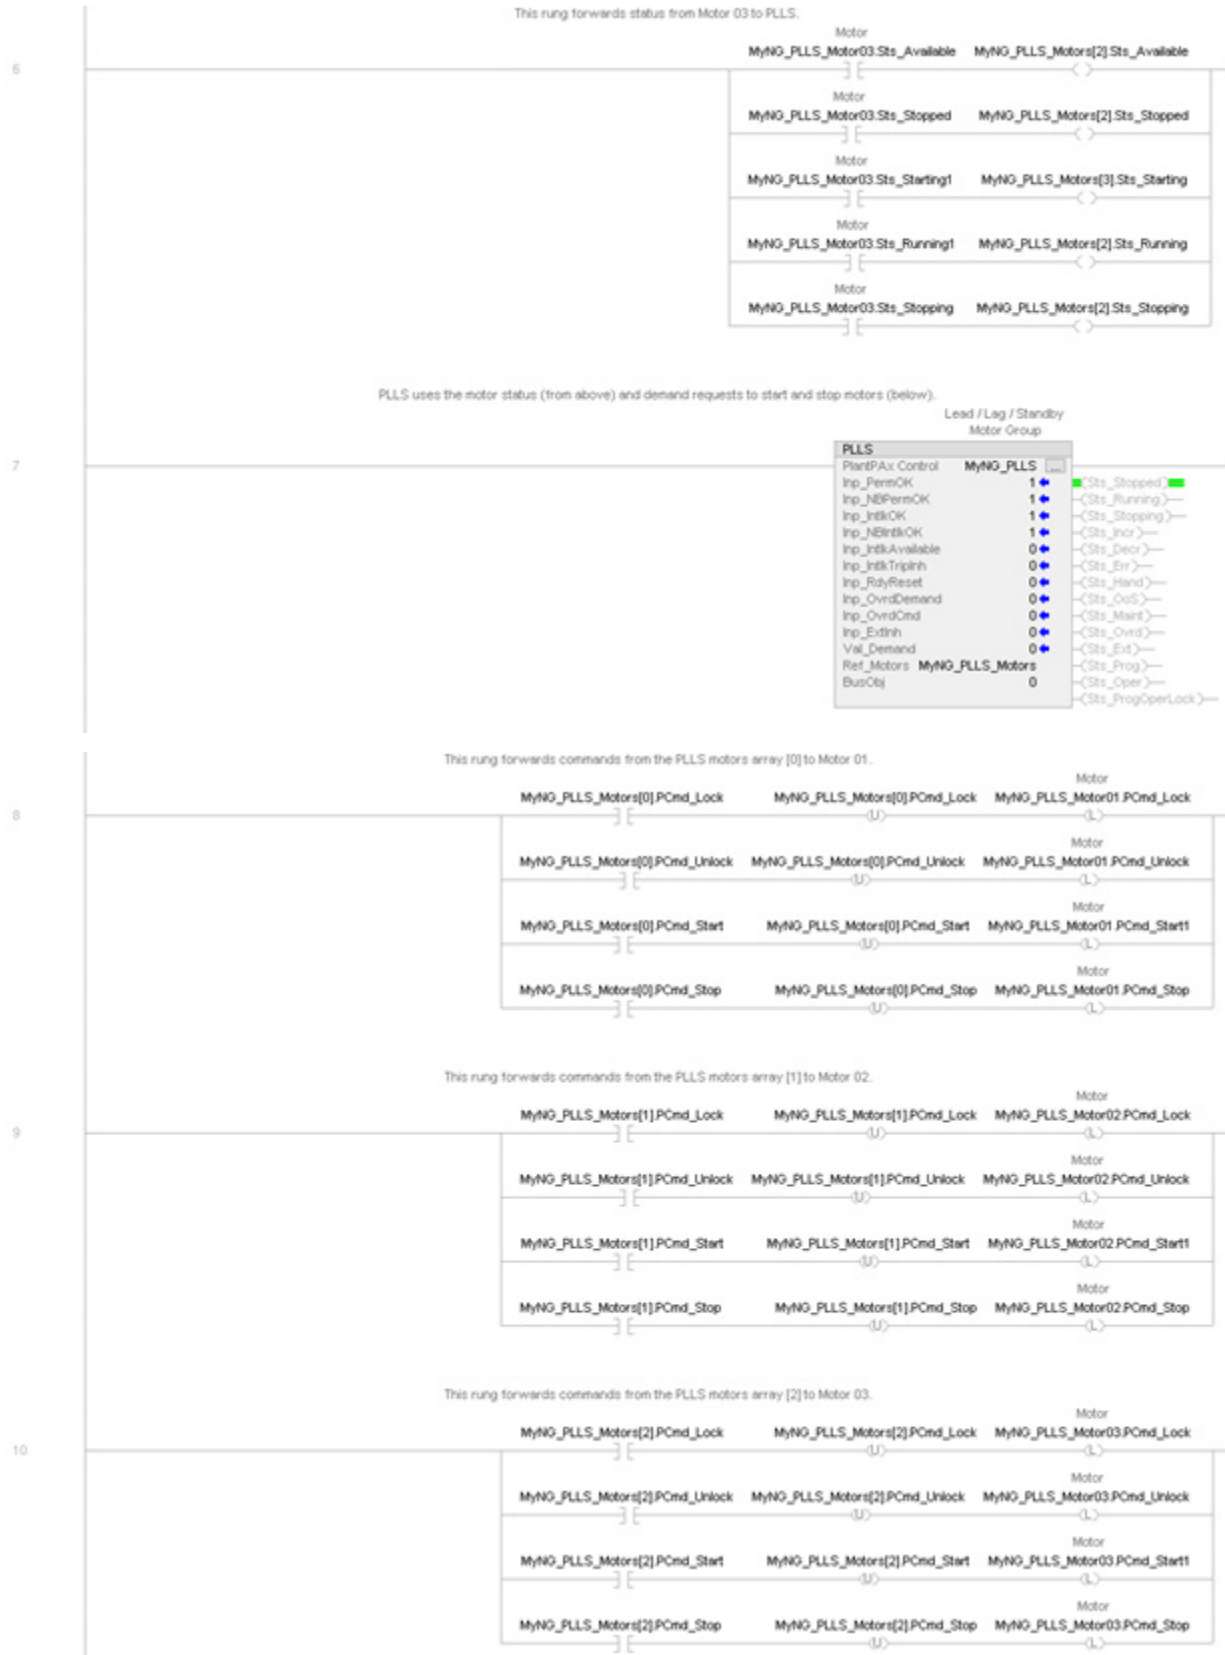 This rung forwards status from Motor 03 to PLLS.
Motor
MyNG_PLLS_Motor03.Sts_Available MyNG_PLLS_Motors[2].Sts_Available
6
Motor
MyNG_PLLS_Motor03.Sts_Stopped MyNG_PLLS_Motors[2].Sts_Stopped
Motor
MyNG_PLLS_Motor03.Sts_Starting1 MyNG_PLLS_Motors[3].Sts_Starting
Motor
MyNG_PLLS_Motor03.Sts_Running1 MyNG_PLLS_Motors[2].Sts_Running
Motor
MyNG_PLLS_Motor03.Sts_Stopping MyNG_PLLS_Motors[2].Sts_Stopping
PLLS uses the motor status (from above) and demand requests to start and stop motors (below).
Lead / Lag / Standby
Motor Group
PLLS
7
PlantPAx Control MyNG_PLLS ...
Inp_PermOK 1 (Sts_Stopped)
Inp_NBPermOK 1 (Sts_Running)
Inp_IntlkOK 1 (Sts_Stopping)
Inp_NBIntlkOK 1 (Sts_Incr)
Inp_IntlkAvailable 0 (Sts_Decr)
Inp_IntlkTripInh 0 (Sts_Err)
Inp_RdyReset 0 (Sts_Hand)
Inp_OvrdDemand 0 (Sts_OoS)
Inp_OvrdCmd 0 (Sts_Maint)
Inp_ExtInh 0 (Sts_Ovrd)
Val_Demand 0 (Sts_Ext)
Ref_Motors MyNG_PLLS_Motors (Sts_Prog)
BusObj 0 (Sts_Oper)
(Sts_ProgOperLock)
This rung forwards commands from the PLLS motors array [0] to Motor 01.
Motor
MyNG_PLLS_Motors[0].PCmd_Lock MyNG_PLLS_Motors[0].PCmd_Lock MyNG_PLLS_Motor01.PCmd_Lock
8 U L
Motor
MyNG_PLLS_Motors[0].PCmd_Unlock MyNG_PLLS_Motors[0].PCmd_Unlock MyNG_PLLS_Motor01.PCmd_Unlock
U L
Motor
MyNG_PLLS_Motors[0].PCmd_Start MyNG_PLLS_Motors[0].PCmd_Start MyNG_PLLS_Motor01.PCmd_Start1
U L
Motor
MyNG_PLLS_Motors[0].PCmd_Stop MyNG_PLLS_Motors[0].PCmd_Stop MyNG_PLLS_Motor01.PCmd_Stop
U L
This rung forwards commands from the PLLS motors array [1] to Motor 02.
Motor
MyNG_PLLS_Motors[1].PCmd_Lock MyNG_PLLS_Motors[1].PCmd_Lock MyNG_PLLS_Motor02.PCmd_Lock
9 U L
Motor
MyNG_PLLS_Motors[1].PCmd_Unlock MyNG_PLLS_Motors[1].PCmd_Unlock MyNG_PLLS_Motor02.PCmd_Unlock
U L
Motor
MyNG_PLLS_Motors[1].PCmd_Start MyNG_PLLS_Motors[1].PCmd_Start MyNG_PLLS_Motor02.PCmd_Start1
U L
Motor
MyNG_PLLS_Motors[1].PCmd_Stop MyNG_PLLS_Motors[1].PCmd_Stop MyNG_PLLS_Motor02.PCmd_Stop
U L
This rung forwards commands from the PLLS motors array [2] to Motor 03.
Motor
MyNG_PLLS_Motors[2].PCmd_Lock MyNG_PLLS_Motors[2].PCmd_Lock MyNG_PLLS_Motor03.PCmd_Lock
10 U L
Motor
MyNG_PLLS_Motors[2].PCmd_Unlock MyNG_PLLS_Motors[2].PCmd_Unlock MyNG_PLLS_Motor03.PCmd_Unlock
U L
Motor
MyNG_PLLS_Motors[2].PCmd_Start MyNG_PLLS_Motors[2].PCmd_Start MyNG_PLLS_Motor03.PCmd_Start1
U L
Motor
MyNG_PLLS_Motors[2].PCmd_Stop MyNG_PLLS_Motors[2].PCmd_Stop MyNG_PLLS_Motor03.PCmd_Stop
U L